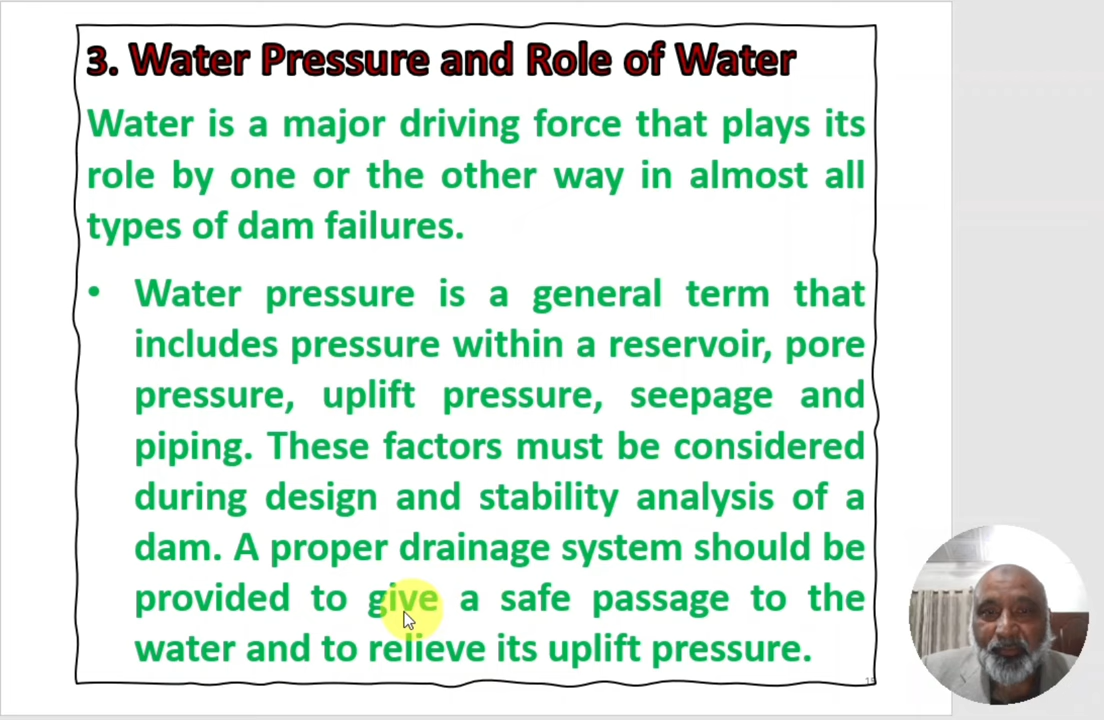 3. Water Pressure and Role of Water
Water is a major driving force that plays its
role by one or the other way in almost all
types of dam failures.
• Water pressure is a general term that
includes pressure within a reservoir, pore
pressure, uplift pressure, seepage and
piping. These factors must be considered
during design and stability analysis of a
dam. A proper drainage system should be
provided to give a safe passage to the
water and to relieve its uplift pressure.